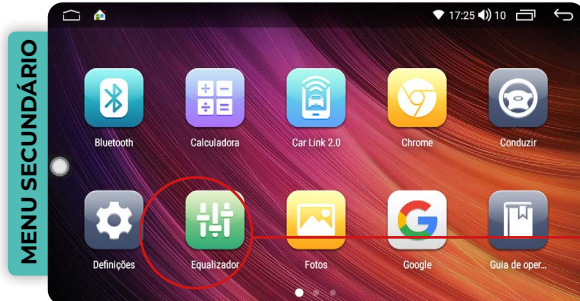 MENU SECUNDÁRIO
17:25 10
Bluetooth Calculadora Car Link 2.0 Chrome Conduzir
Definições Equalizador Fotos Google Guia de oper...